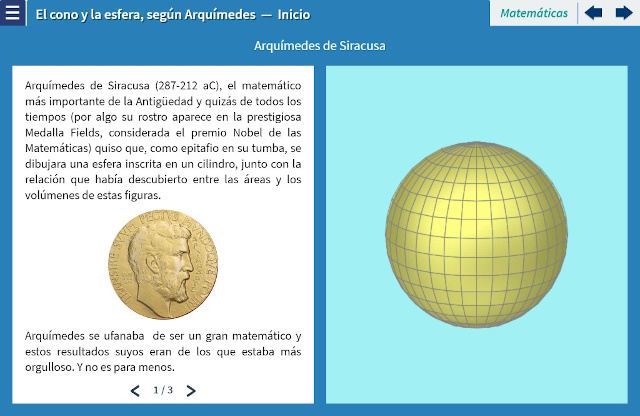 El cono y la esfera, según Arquímedes — Inicio
Matemáticas
Arquímedes de Siracusa
Arquímedes de Siracusa (287-212 aC), el matemático
más importante de la Antigüedad y quizás de todos los
tiempos (por algo su rostro aparece en la prestigiosa
Medalla Fields, considerada el premio Nobel de las
Matemáticas) quiso que, como epitafio en su tumba, se
dibujara una esfera inscrita en un cilindro, junto con la
relación que había descubierto entre las áreas y los
volúmenes de estas figuras.
Arquímedes se ufanaba de ser un gran matemático y
estos resultados suyos eran de los que estaba más
orgulloso. Y no es para menos.
1 / 3